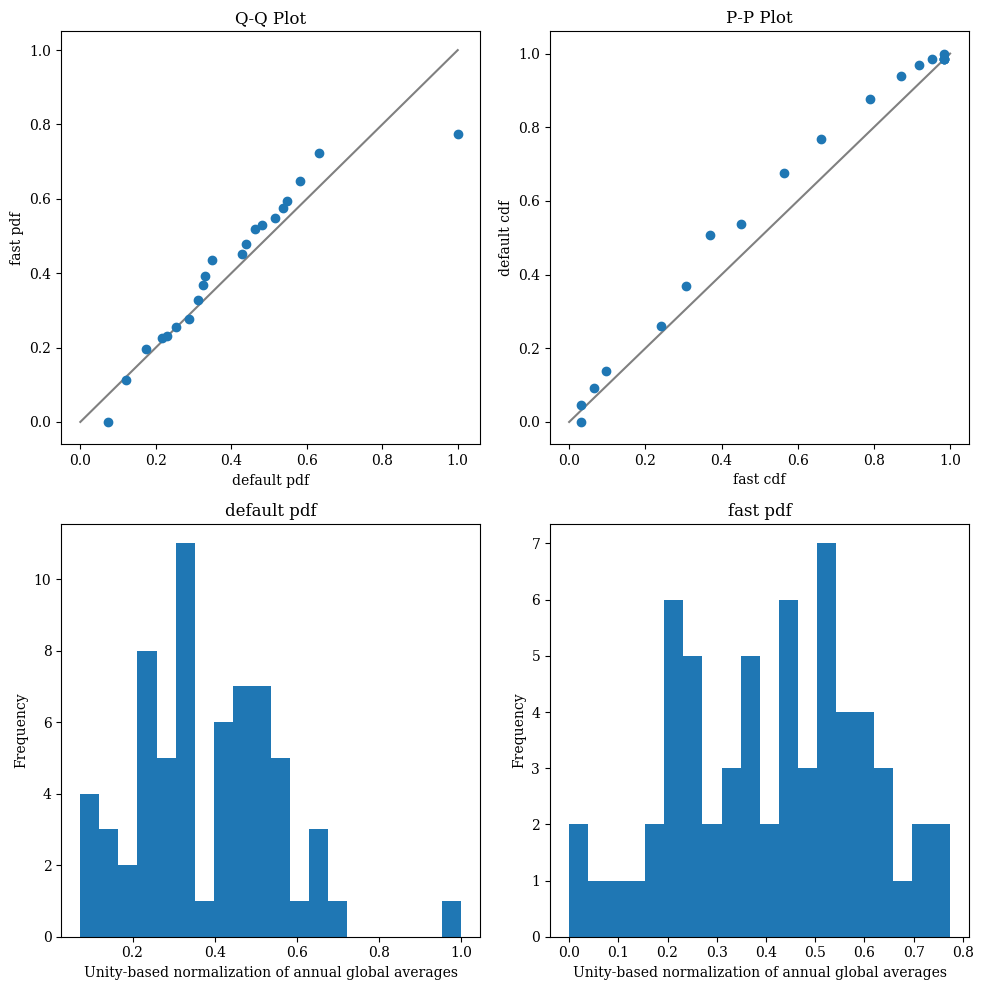 Q-Q Plot
1.0
0.8
0.6
0.4
0.2
0.0
fast pdf
0.0 0.2 0.4 0.6 0.8 1.0
default pdf
P-P Plot
1.0
0.8
0.6
0.4
0.2
0.0
default cdf
0.0 0.2 0.4 0.6 0.8 1.0
fast cdf
default pdf
10
8
6
4
2
0
Frequency
0.2 0.4 0.6 0.8 1.0
Unity-based normalization of annual global averages
fast pdf
7
6
5
4
3
2
1
0
Frequency
0.0 0.1 0.2 0.3 0.4 0.5 0.6 0.7 0.8
Unity-based normalization of annual global averages